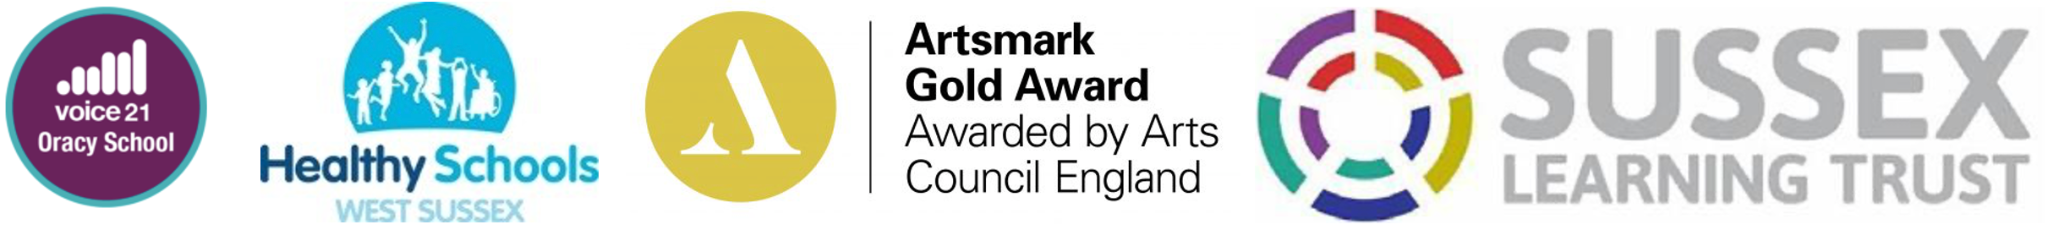 voice 21
Oracy School
Healthy Schools
WEST SUSSEX
Artsmark
Gold Award
Awarded by Arts
Council England
SUSSEX
LEARNING TRUST